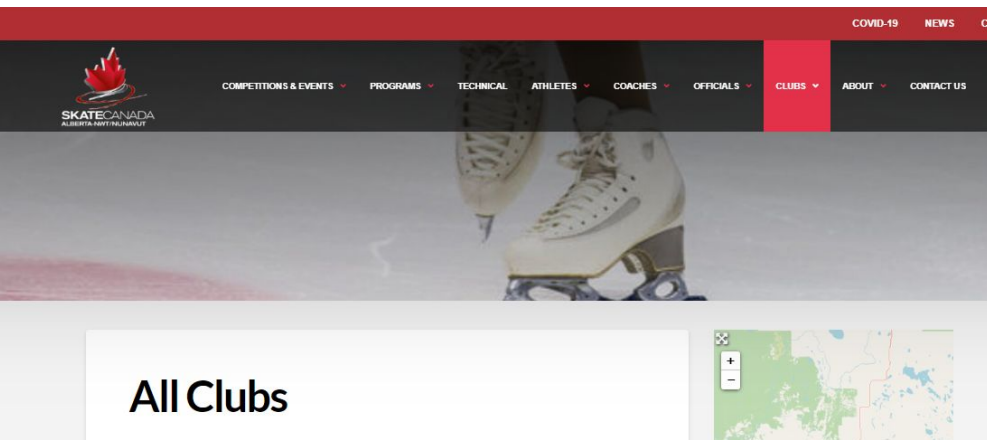 COVID-19 NEWS
SKATECANADA
ALBERTA-NWT/NUNAVUT
COMPETITIONS & EVENTS PROGRAMS TECHNICAL ATHLETES COACHES OFFICIALS CLUBS ABOUT CONTACT US
+
−
All Clubs